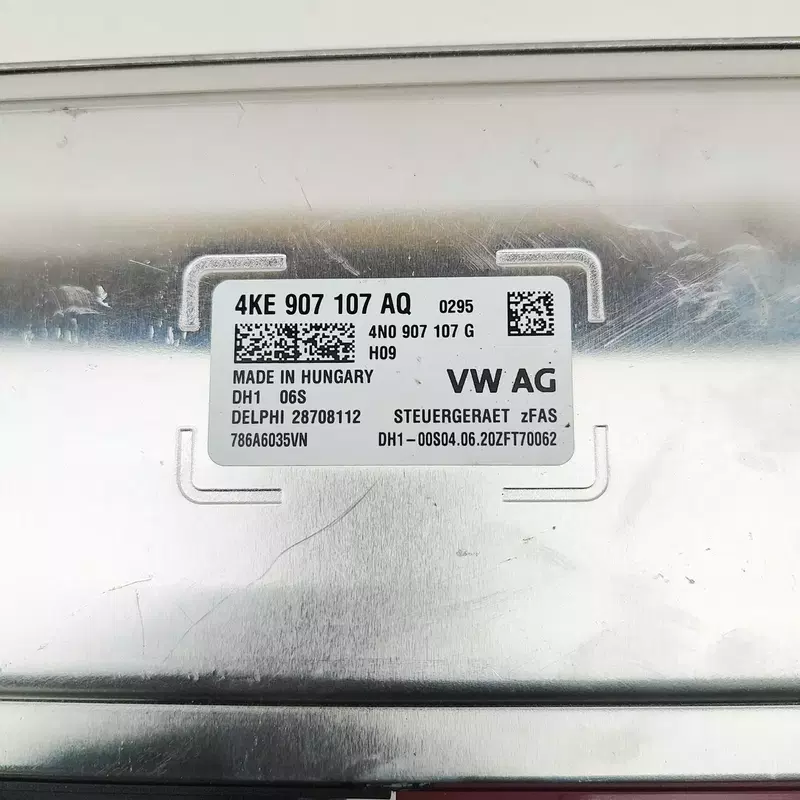 4KE 907 107 AQ 0295
4N0 907 107 G
H09
MADE IN HUNGARY
VW AG
DH1 06S
DELPHI 28708112 STEUERGERAET zFAS
786A6035VN DH1-00S04.06.20ZFT70062